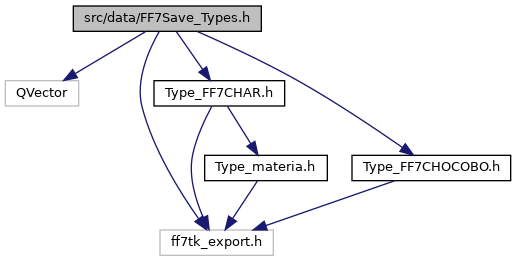 src/data/FF7Save_Types.h
QVector
Type_FF7CHAR.h
Type_materia.h
Type_FF7CHOCOBO.h
ff7tk_export.h